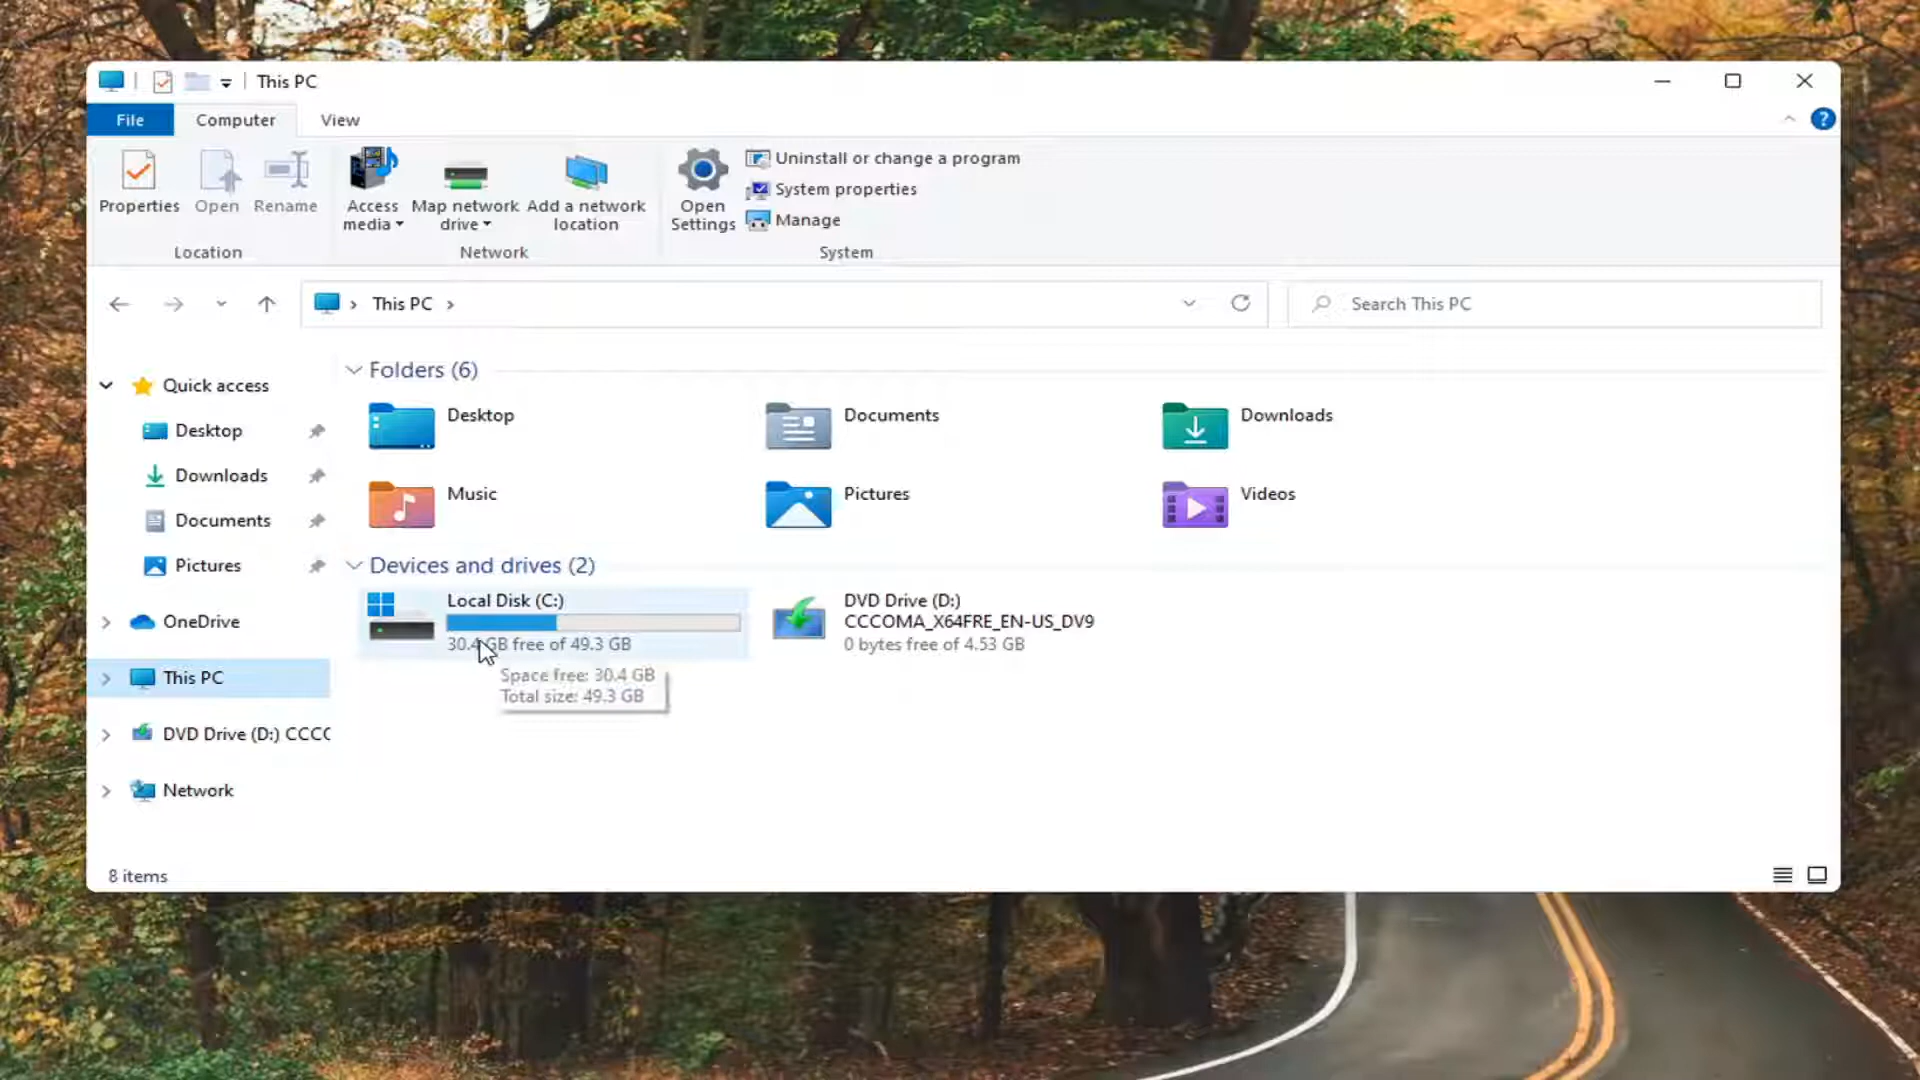 This PC
File
Computer
View
Properties
Open
Rename
Access
media
Map network
drive
Add a network
location
Open
Settings
Uninstall or change a program
System properties
Manage
Location
Network
System
This PC
Search This PC
Quick access
Desktop
Downloads
Documents
Pictures
OneDrive
This PC
DVD Drive (D:) CCCC
Network
Folders (6)
Desktop
Documents
Downloads
Music
Pictures
Videos
Devices and drives (2)
Local Disk (C:)
30.4 GB free of 49.3 GB
Space free: 30.4 GB
Total size: 49.3 GB
DVD Drive (D:)
CCCOMA_X64FRE_EN-US_DV9
0 bytes free of 4.53 GB
8 items